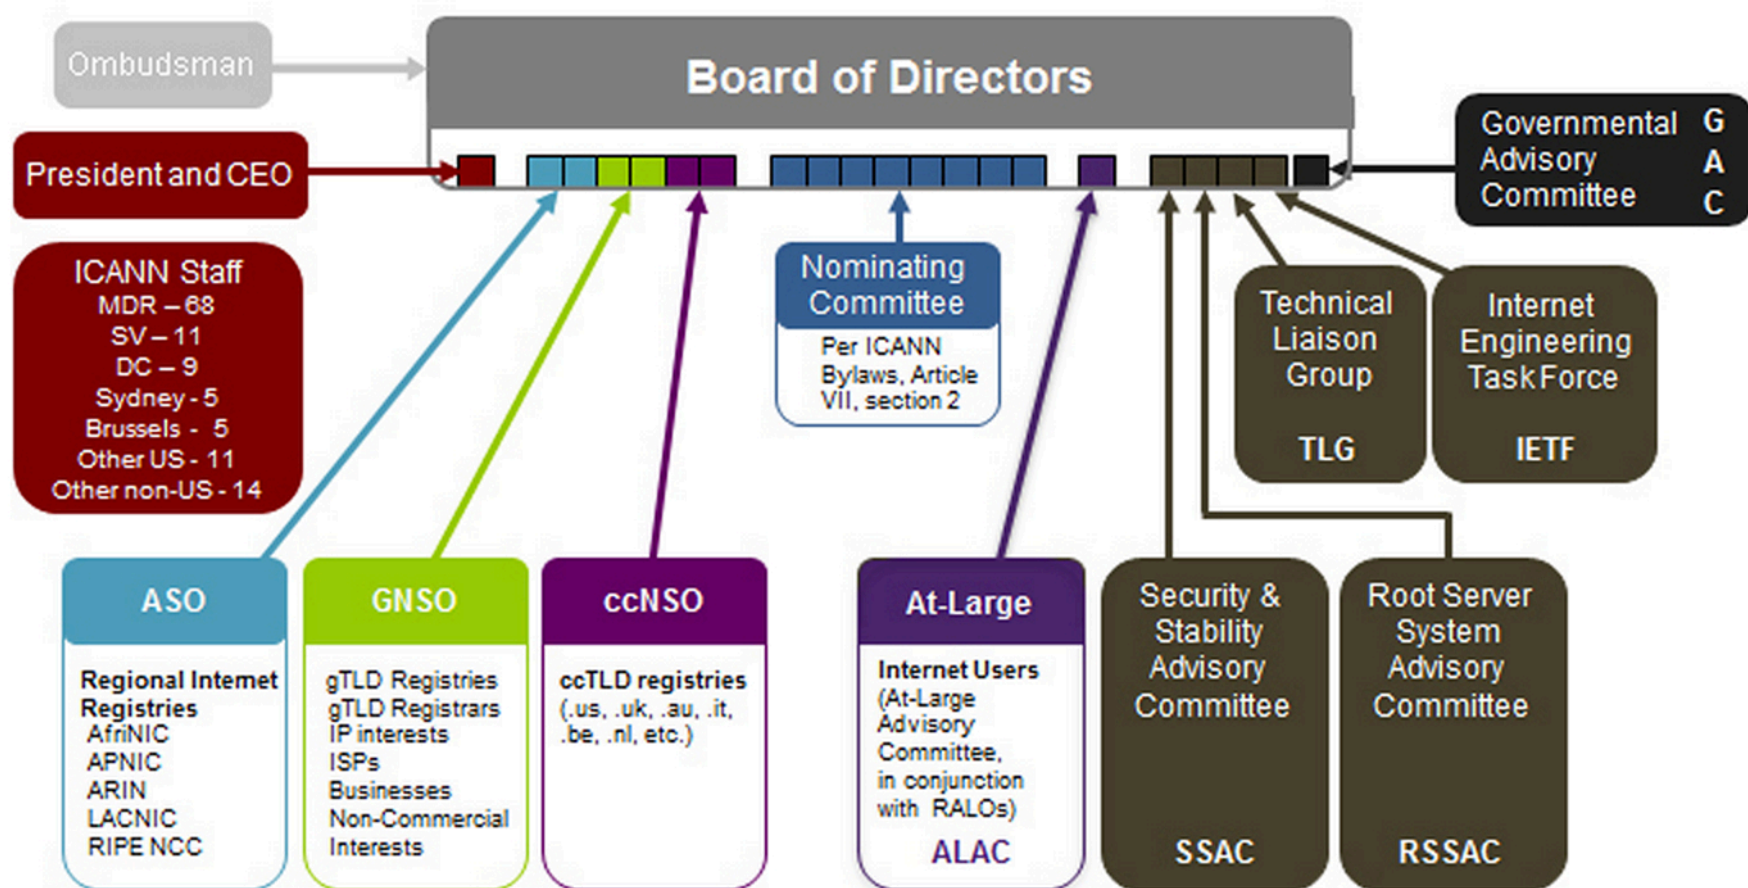 Ombudsman
Board of Directors
President and CEO
Governmental G
Advisory A
Committee C
ICANN Staff
MDR – 68
SV – 11
DC – 9
Sydney - 5
Brussels - 5
Other US - 11
Other non-US - 14
Nominating
Committee
Per ICANN
Bylaws, Article
VII, section 2
Technical
Liaison
Group
TLG
Internet
Engineering
Task Force
IETF
ASO
Regional Internet
Registries
AfriNIC
APNIC
ARIN
LACNIC
RIPE NCC
GNSO
gTLD Registries
gTLD Registrars
IP interests
ISPs
Businesses
Non-Commercial
Interests
ccNSO
ccTLD registries
(.us, .uk, .au, .it,
.be, .nl, etc.)
At-Large
Internet Users
(At-Large
Advisory
Committee,
in conjunction
with RALOs)
ALAC
Security &
Stability
Advisory
Committee
SSAC
Root Server
System
Advisory
Committee
RSSAC